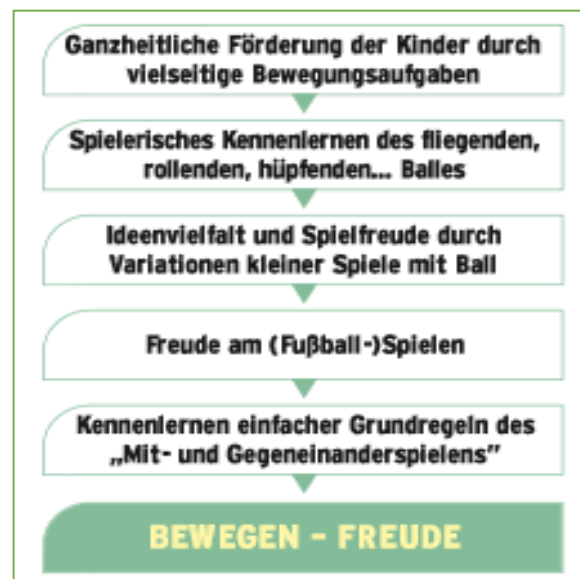 Ganzheitliche Förderung der Kinder durch
vielseitige Bewegungsaufgaben
Spielerisches Kennenlernen des fliegenden,
rollenden, hüpfenden... Balles
Ideenvielfalt und Spielfreude durch
Variationen kleiner Spiele mit Ball
Freude am (Fußball-)Spielen
Kennenlernen einfacher Grundregeln des
„Mit- und Gegeneinanderspielens”
BEWEGEN – FREUDE